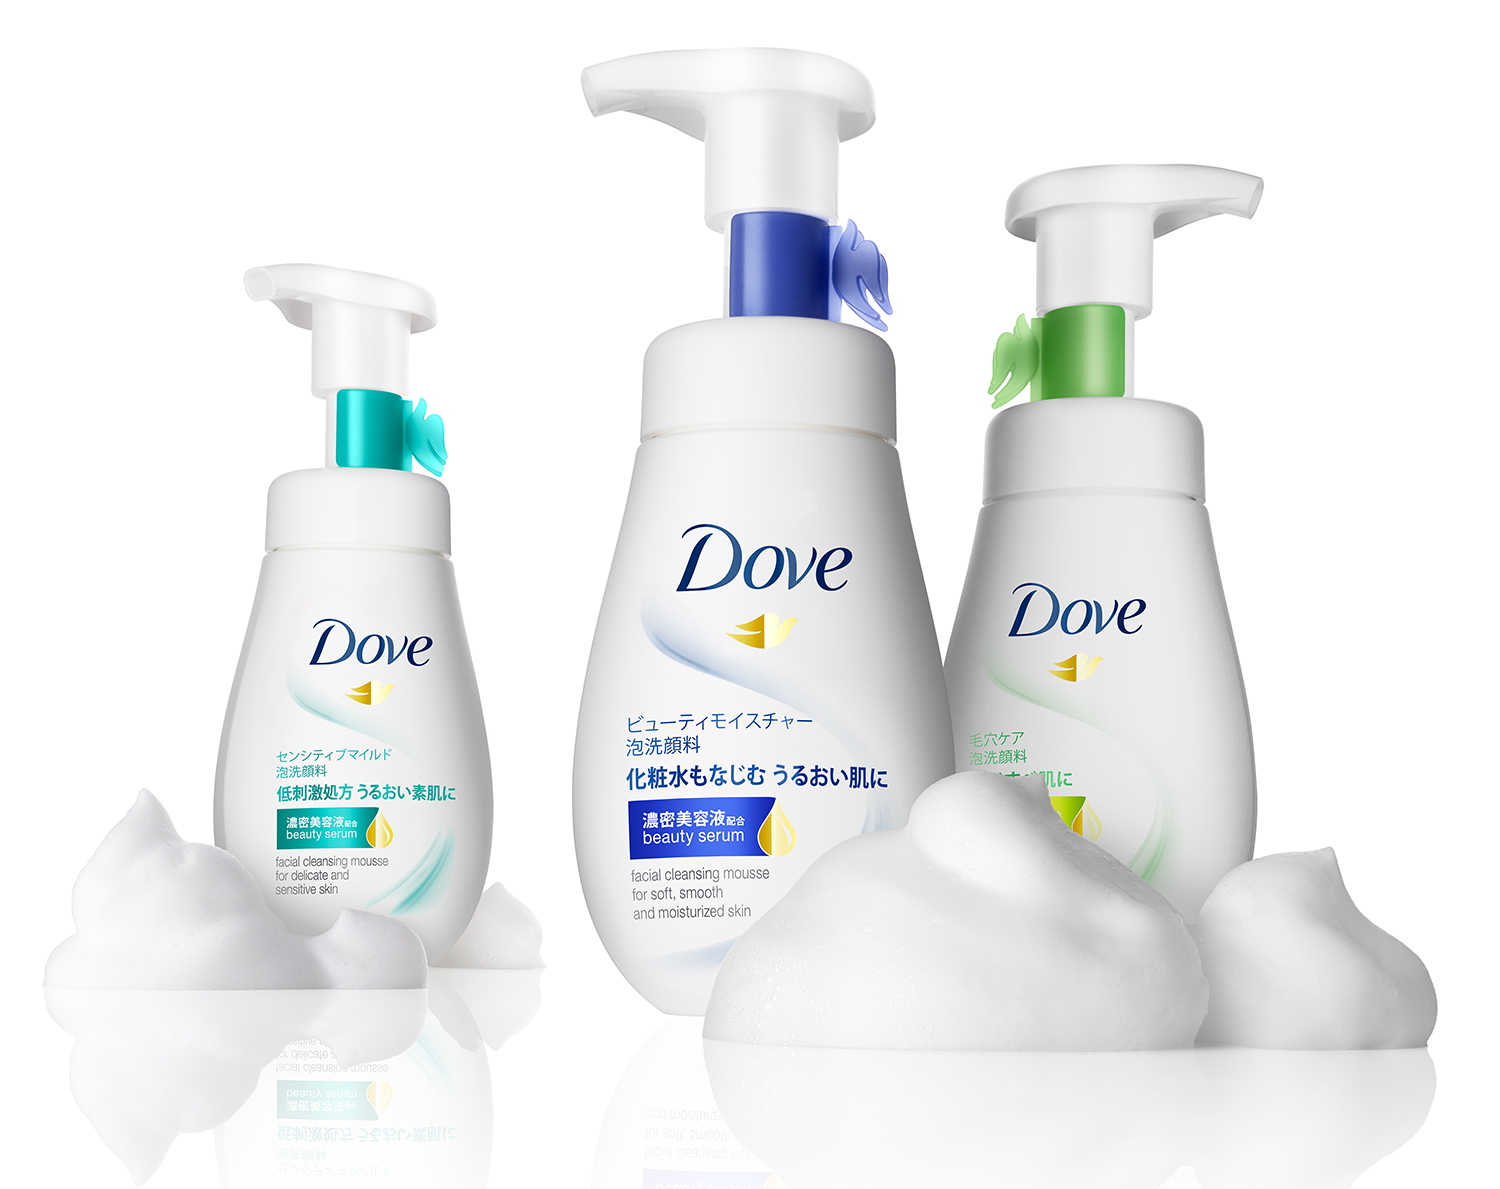 Dove
センシティブマイルド
泡洗顔料
低刺激処方 うるおい素肌に
濃密美容液配合
beauty serum
facial cleansing mousse
for delicate and
sensitive skin
Dove
ビューティモイスチャー
泡洗顔料
化粧水もなじむ うるおい肌に
濃密美容液配合
beauty serum
facial cleansing mousse
for soft, smooth
and moisturized skin
Dove
毛穴ケア
泡洗顔料
肌に